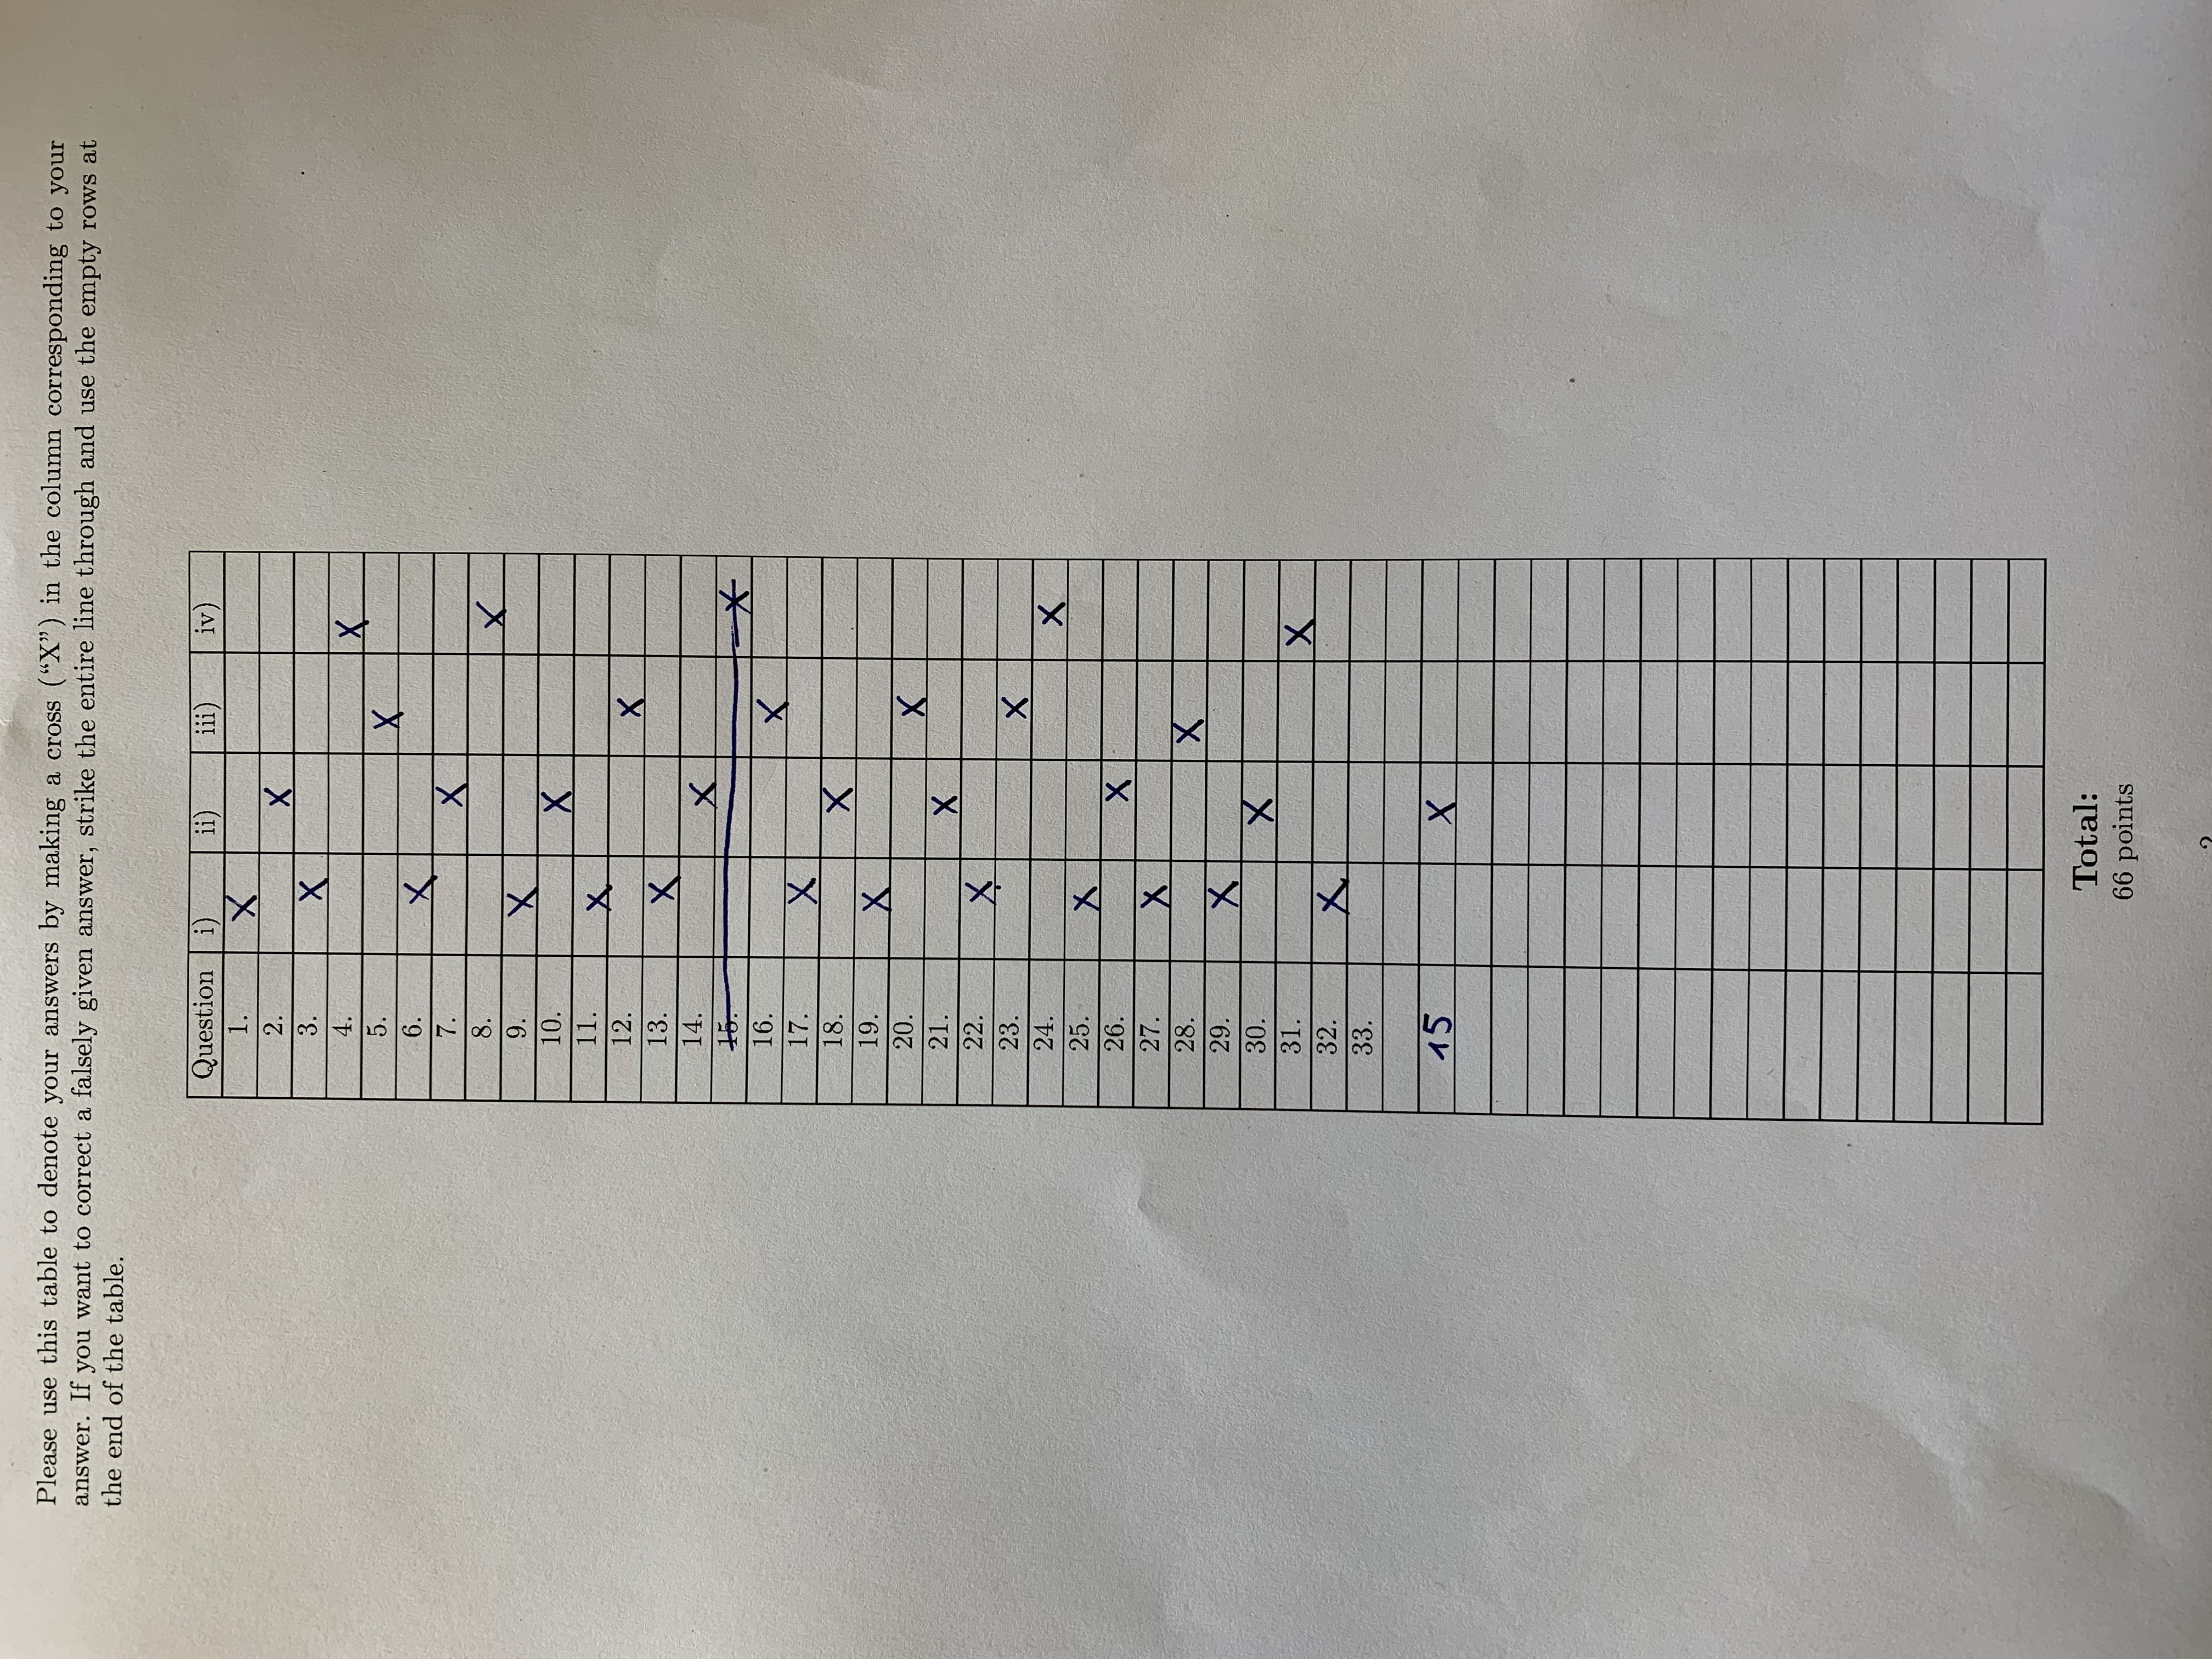 Please use this table to denote your answers by making a cross (“X”) in the column corresponding to your
answer. If you want to correct a falsely given answer, strike the entire line through and use the empty rows at
the end of the table.
Question i) ii) iii) iv)
1. X
2. X
3. X
4. X
5. X
6. X
7. X
8. X
9. X
10. X
11. X
12. X
13. X
14. X
15. X
16. X
17. X
18. X
19. X
20. X
21. X
22. X
23. X
24. X
25. X
26. X
27. X
28. X
29. X
30. X
31. X
32. X
33.
15 X
Total:
66 points